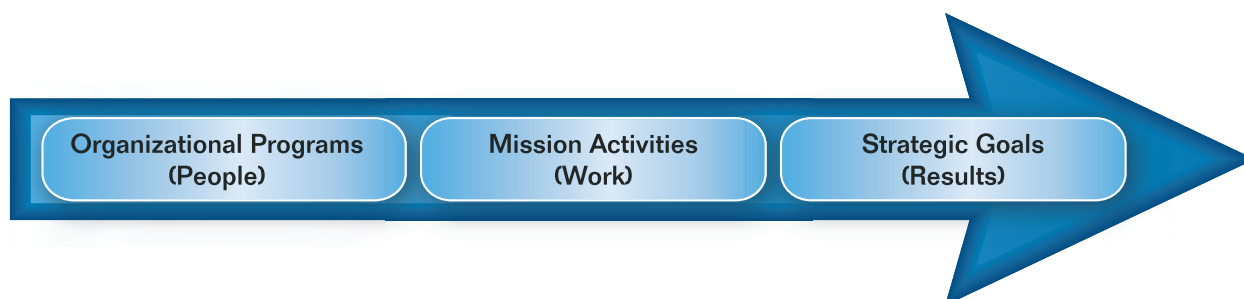 Organizational Programs
(People)
Mission Activities
(Work)
Strategic Goals
(Results)